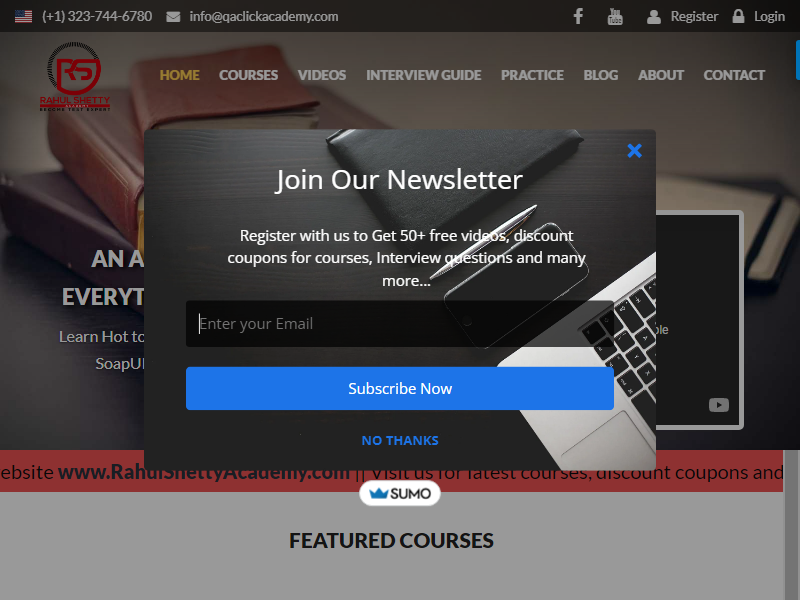 (+1) 323-744-6780 info@qaclickacademy.com Register Login
RS
RAHUL SHETTY
HOME COURSES VIDEOS INTERVIEW GUIDE PRACTICE BLOG ABOUT CONTACT
Join Our Newsletter
Register with us to Get 50+ free videos, discount
coupons for courses, Interview questions and many
more...
AN A
EVERYT
Learn Hot to
SoapUI
Enter your Email
Subscribe Now
NO THANKS
ebsite www.RahulShettyAcademy.com || Visit us for latest courses, discount coupons and
SUMO
FEATURED COURSES